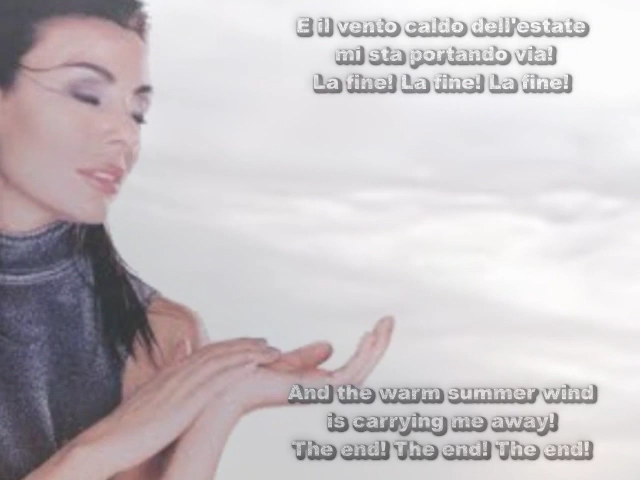 E il vento caldo dell'estate
mi sta portando via!
La fine! La fine! La fine!
And the warm summer wind
is carrying me away!
The end! The end! The end!